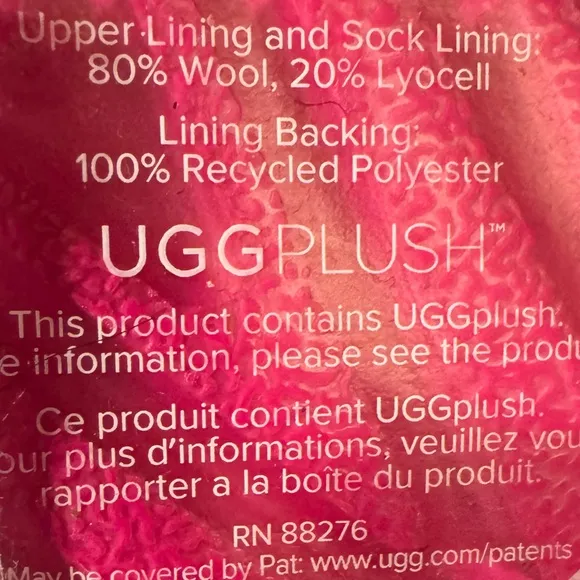 Upper Lining and Sock Lining:
80% Wool, 20% Lyocell
Lining Backing:
100% Recycled Polyester
UGGPLUSH™
This product contains UGGplush.
e information, please see the produ
Ce produit contient UGGplush.
our plus d'informations, veuillez vou
rapporter a la boîte du produit.
RN 88276
May be covered by Pat: www.ugg.com/patents